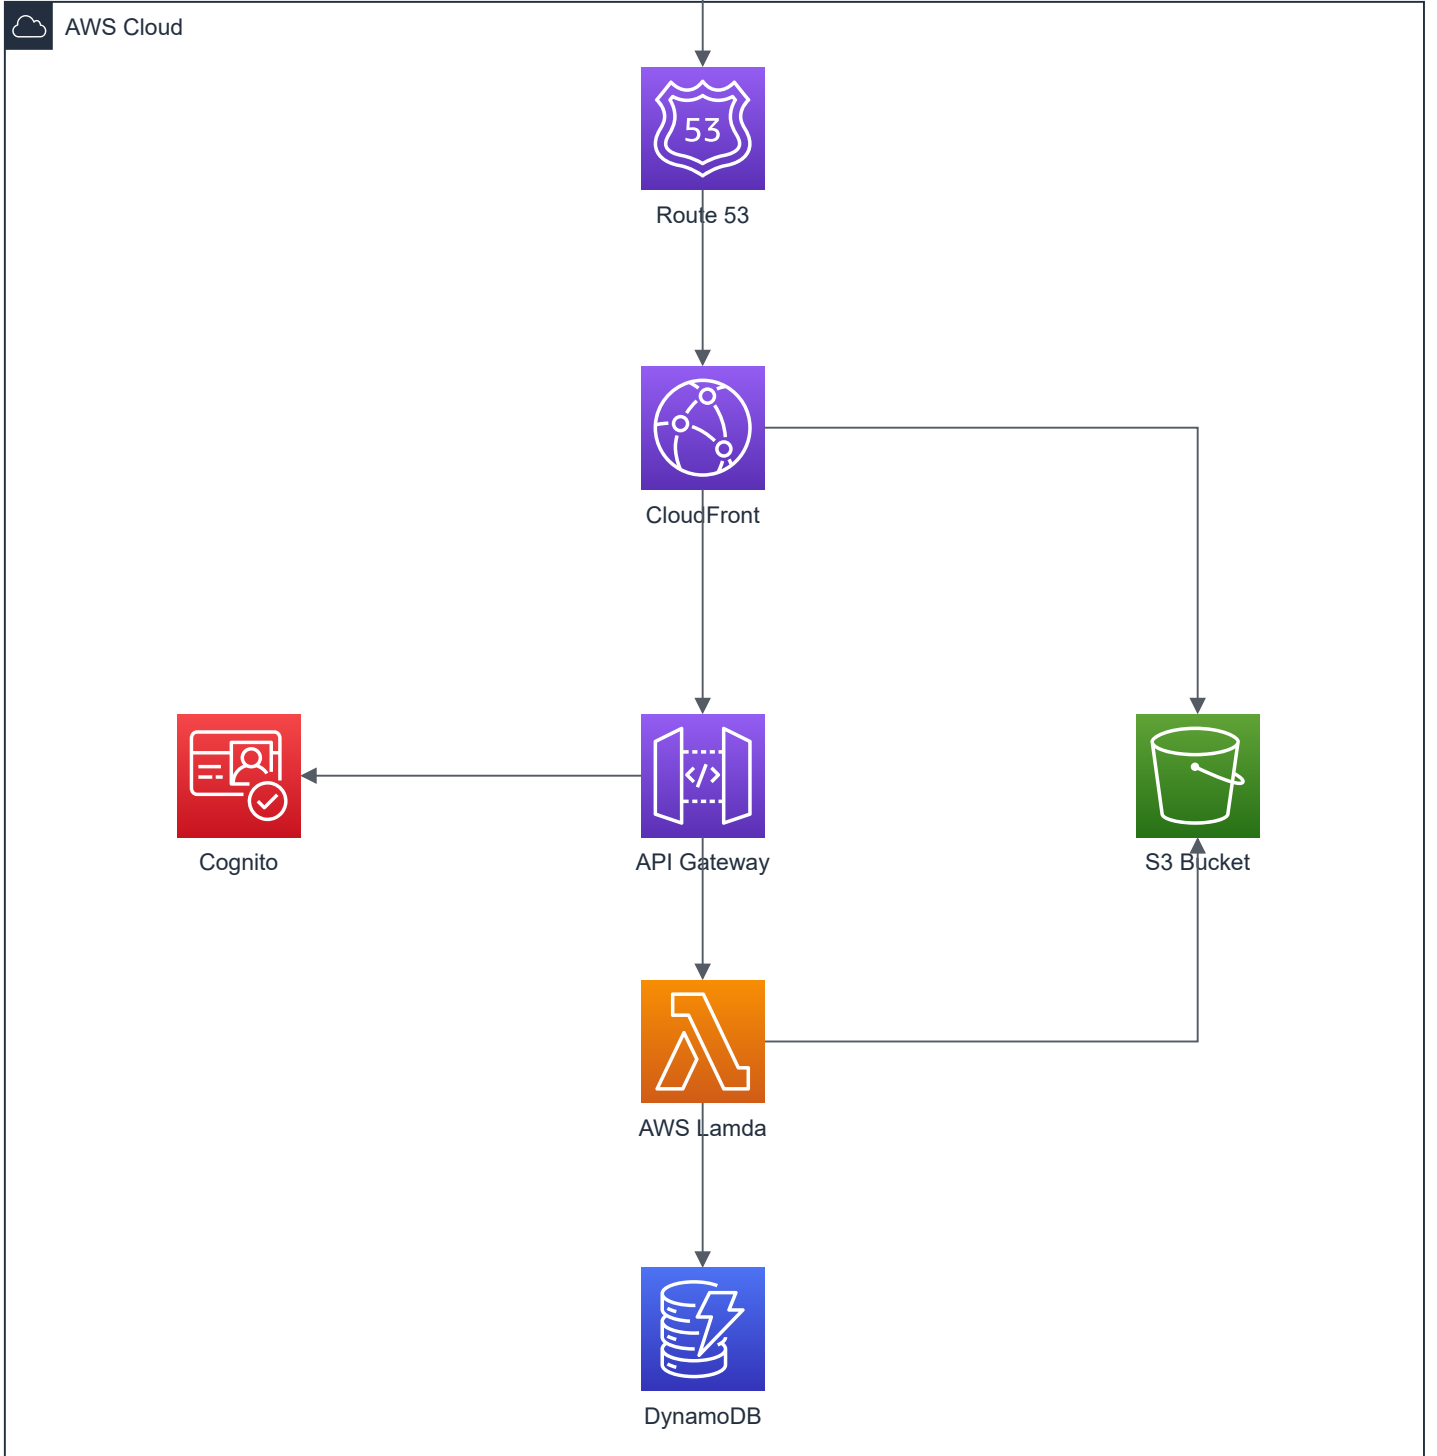 AWS Cloud
53
Route 53
CloudFront
Cognito
</>
API Gateway
S3 Bucket
AWS Lamda
DynamoDB